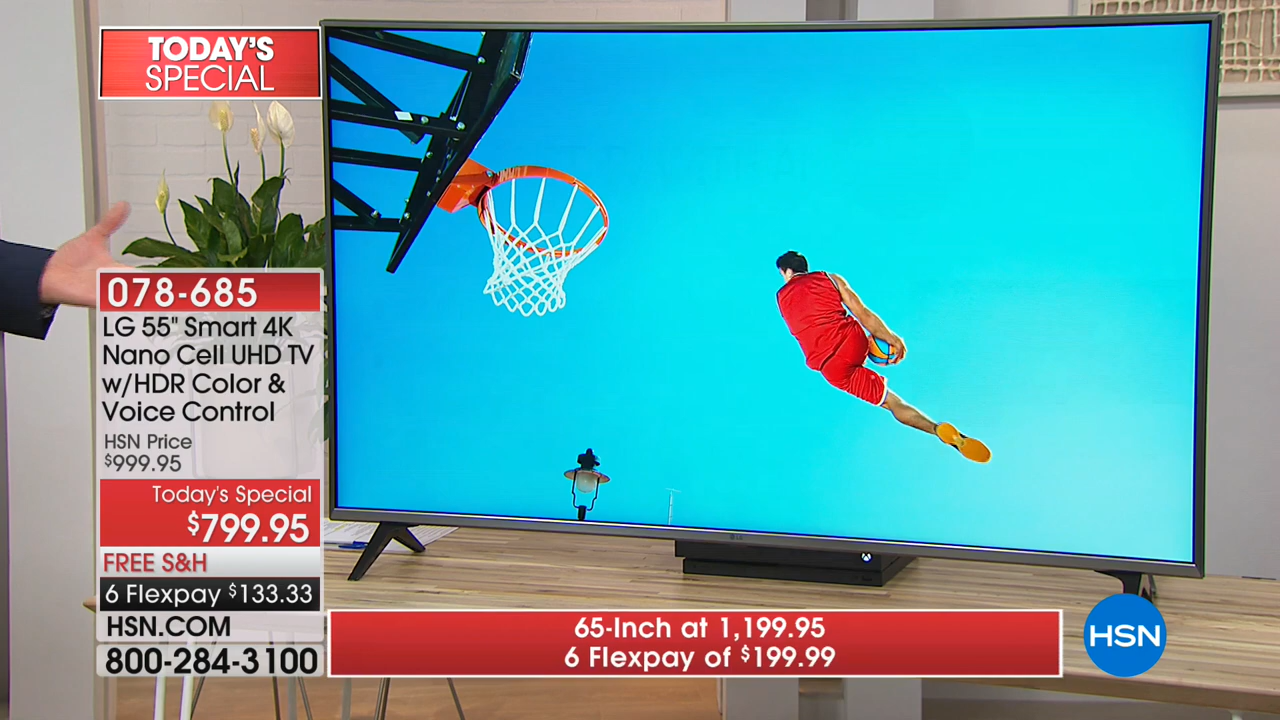 TODAY'S
SPECIAL
078-685
LG 55" Smart 4K
Nano Cell UHD TV
w/HDR Color &
Voice Control
HSN Price
$999.95
Today's Special
$799.95
FREE S&H
6 Flexpay $133.33
HSN.COM
800-284-3100
LG
65-Inch at 1,199.95
6 Flexpay of $199.99
HSN